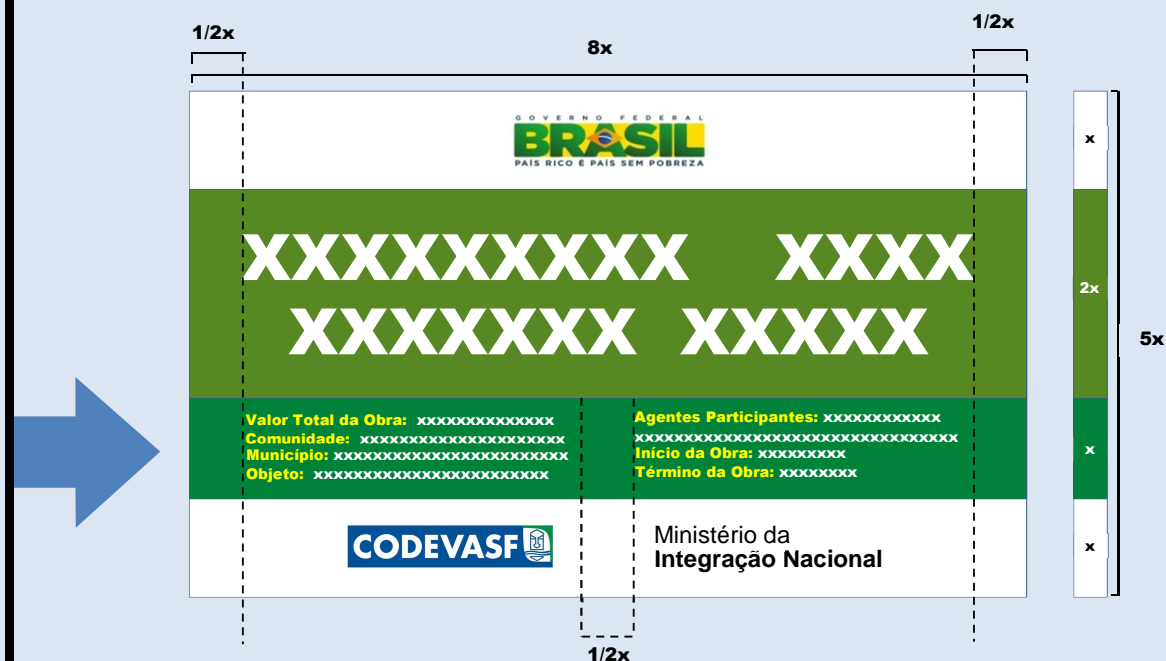 1/2x
1/2x
8x
GOVERNO FEDERAL
BRASIL
PAÍS RICO É PAÍS SEM POBREZA
x
XXXXXXXXX XXXX
XXXXXXX XXXXX
2x
5x
Valor Total da Obra: xxxxxxxxxxxxxx
Comunidade: xxxxxxxxxxxxxxxxxxxxx
Município: xxxxxxxxxxxxxxxxxxxxxxxx
Objeto: xxxxxxxxxxxxxxxxxxxxxxxx
Agentes Participantes: xxxxxxxxxxxx
xxxxxxxxxxxxxxxxxxxxxxxxxxxxxxxxx
Início da Obra: xxxxxxxxx
Término da Obra: xxxxxxxx
x
CODEVASF
Ministério da
Integração Nacional
x
1/2x